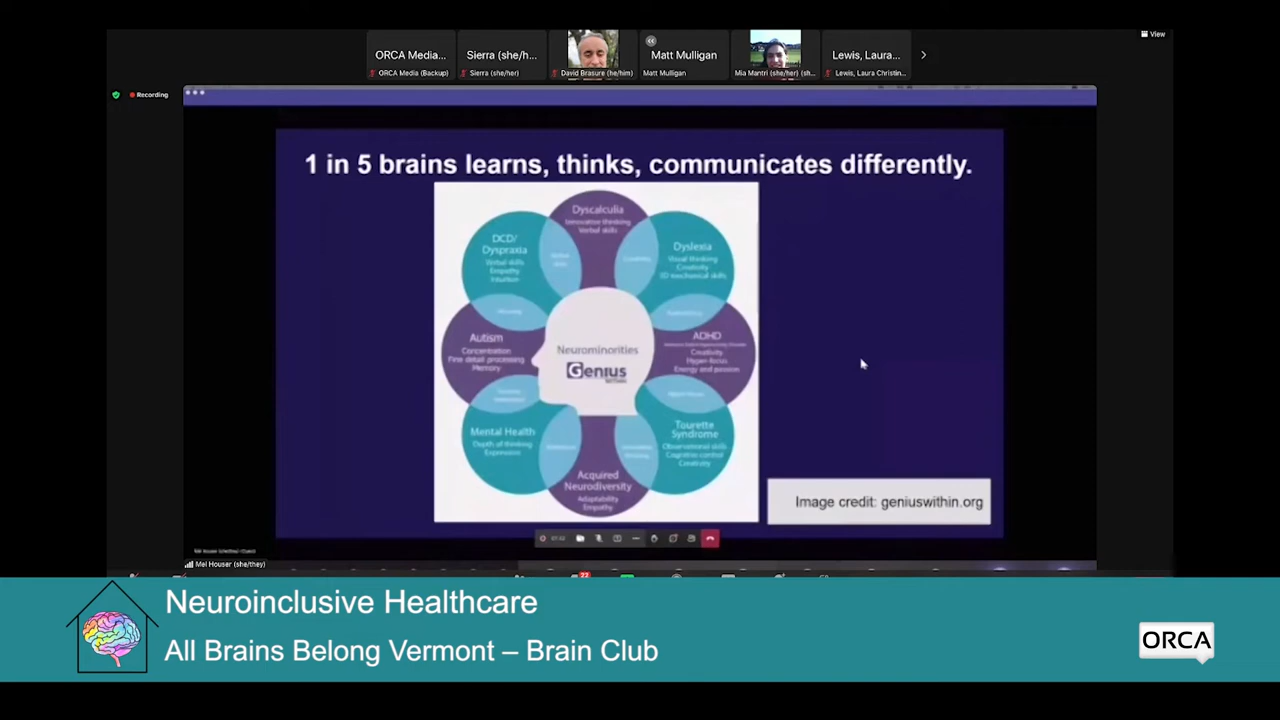 View
ORCA Media...
Sierra (she/h...
Matt Mulligan
Lewis, Laura...
ORCA Media (Backup)
Sierra (she/her)
David Brasure (he/him)
Matt Mulligan
Mia Mantri (she/her) (sh...
Lewis, Laura Christin...
Recording
1 in 5 brains learns, thinks, communicates differently.
Dyscalculia
Innovative thinking
Verbal skills
DCD/
Dyspraxia
Verbal skills
Empathy
Intuition
Dyslexia
Visual thinking
Creativity
3D mechanical skills
Autism
Concentration
Fine detail processing
Memory
Neurominorities
Genius
WITHIN
ADHD
Creativity
Hyper-focus
Energy and passion
Mental Health
Depth of thinking
Expression
Tourette
Syndrome
Observational skills
Cognitive control
Creativity
Acquired
Neurodiversity
Adaptability
Empathy
Image credit: geniuswithin.org
Mel Houser (she/they)
22
Neuroinclusive Healthcare
All Brains Belong Vermont – Brain Club
ORCA